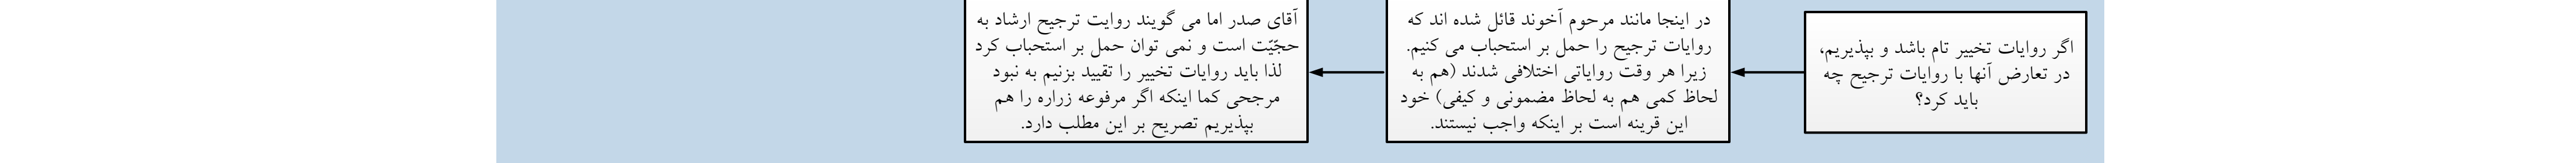 اگر روایات تخییر تام باشد و بپذیریم،
در تعارض آنها با روایات ترجیح چه
باید کرد؟
در اینجا مانند مرحوم آخوند قائل شده اند که
روایات ترجیح را حمل بر استحباب می کنیم.
زیرا هر وقت روایاتی اختلافی شدند (هم به
لحاظ کمی هم به لحاظ مضمونی و کیفی) خود
این قرینه است بر اینکه واجب نیستند.
آقای صدر اما می گویند روایت ترجیح ارشاد به
حجّیّت است و نمی توان حمل بر استحباب کرد
لذا باید روایات تخییر را تقیید بزنیم به نبود
مرجحی کما اینکه اگر مرفوعه زراره را هم
بپذیریم تصریح بر این مطلب دارد.